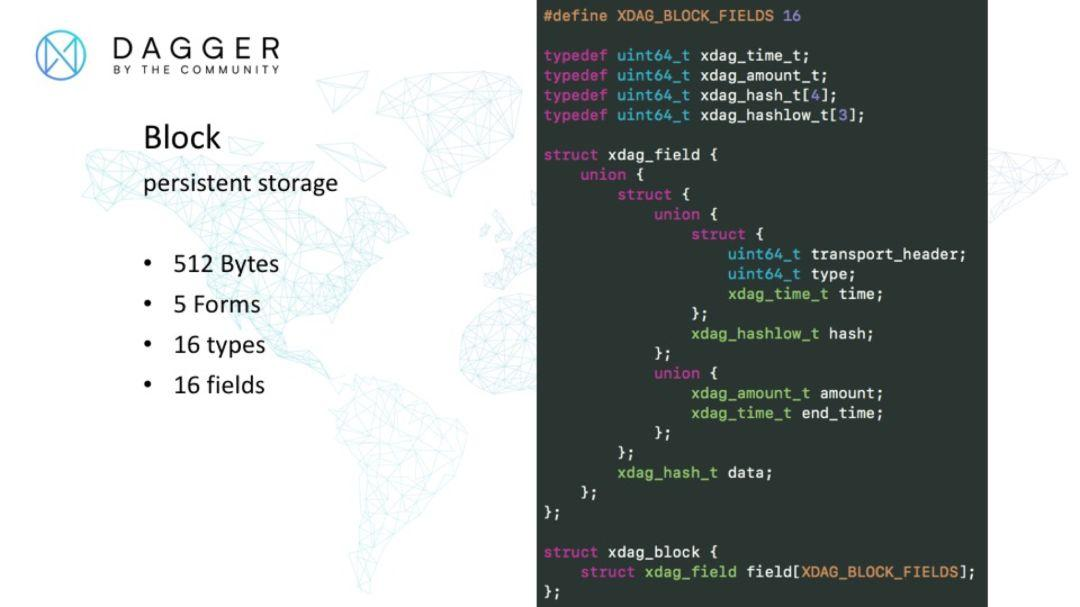 DAGGER
BY THE COMMUNITY
Block
persistent storage
• 512 Bytes
• 5 Forms
• 16 types
• 16 fields
#define XDAG_BLOCK_FIELDS 16
typedef uint64_t xdag_time_t;
typedef uint64_t xdag_amount_t;
typedef uint64_t xdag_hash_t[4];
typedef uint64_t xdag_hashlow_t[3];
struct xdag_field {
    union {
        struct {
            union {
                struct {
                    uint64_t transport_header;
                    uint64_t type;
                    xdag_time_t time;
                };
                xdag_hashlow_t hash;
            };
            union {
                xdag_amount_t amount;
                xdag_time_t end_time;
            };
        };
        xdag_hash_t data;
    };
};
struct xdag_block {
    struct xdag_field field[XDAG_BLOCK_FIELDS];
};